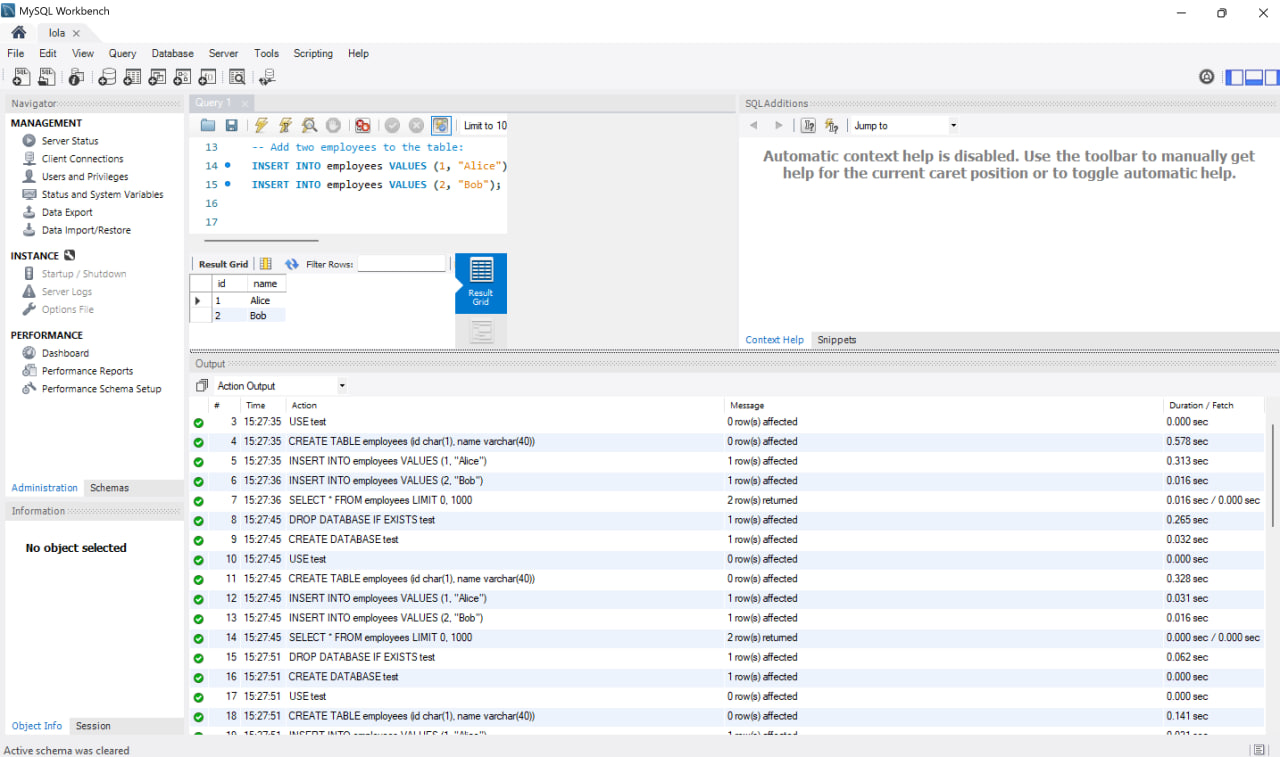 MySQL Workbench
lola
File Edit View Query Database Server Tools Scripting Help
Navigator
MANAGEMENT
Server Status
Client Connections
Users and Privileges
Status and System Variables
Data Export
Data Import/Restore
INSTANCE
Startup / Shutdown
Server Logs
Options File
PERFORMANCE
Dashboard
Performance Reports
Performance Schema Setup
Administration Schemas
Information
No object selected
Object Info Session
Query 1
Limit to 10
13 -- Add two employees to the table:
14 INSERT INTO employees VALUES (1, "Alice")
15 INSERT INTO employees VALUES (2, "Bob");
16
17
Result Grid Filter Rows:
id name
1 Alice
2 Bob
Result
Grid
SQLAdditions
Jump to
Automatic context help is disabled. Use the toolbar to manually get
help for the current caret position or to toggle automatic help.
Context Help Snippets
Output
Action Output
# Time Action Message Duration / Fetch
3 15:27:35 USE test 0 row(s) affected 0.000 sec
4 15:27:35 CREATE TABLE employees (id char(1), name varchar(40)) 0 row(s) affected 0.578 sec
5 15:27:35 INSERT INTO employees VALUES (1, "Alice") 1 row(s) affected 0.313 sec
6 15:27:36 INSERT INTO employees VALUES (2, "Bob") 1 row(s) affected 0.016 sec
7 15:27:36 SELECT * FROM employees LIMIT 0, 1000 2 row(s) returned 0.016 sec / 0.000 sec
8 15:27:45 DROP DATABASE IF EXISTS test 1 row(s) affected 0.265 sec
9 15:27:45 CREATE DATABASE test 1 row(s) affected 0.032 sec
10 15:27:45 USE test 0 row(s) affected 0.000 sec
11 15:27:45 CREATE TABLE employees (id char(1), name varchar(40)) 0 row(s) affected 0.328 sec
12 15:27:45 INSERT INTO employees VALUES (1, "Alice") 1 row(s) affected 0.031 sec
13 15:27:45 INSERT INTO employees VALUES (2, "Bob") 1 row(s) affected 0.016 sec
14 15:27:45 SELECT * FROM employees LIMIT 0, 1000 2 row(s) returned 0.000 sec / 0.000 sec
15 15:27:51 DROP DATABASE IF EXISTS test 1 row(s) affected 0.062 sec
16 15:27:51 CREATE DATABASE test 1 row(s) affected 0.000 sec
17 15:27:51 USE test 0 row(s) affected 0.000 sec
18 15:27:51 CREATE TABLE employees (id char(1), name varchar(40)) 0 row(s) affected 0.141 sec
Active schema was cleared